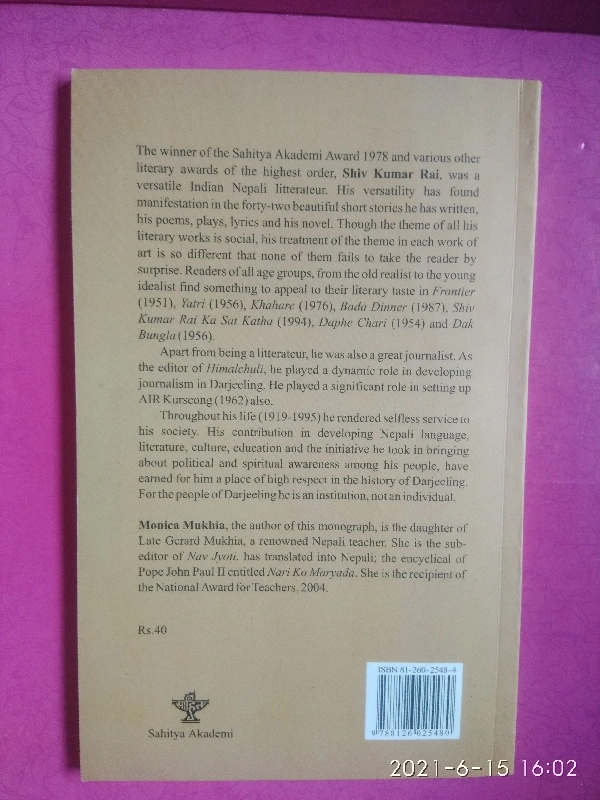 The winner of the Sahitya Akademi Award 1978 and various other
literary awards of the highest order, Shiv Kumar Rai, was a
versatile Indian Nepali litterateur. His versatility has found
manifestation in the forty-two beautiful short stories he has written,
his poems, plays, lyrics and his novel. Though the theme of all his
literary works is social, his treatment of the theme in each work of
art is so different that none of them fails to take the reader by
surprise. Readers of all age groups, from the old realist to the young
idealist find something to appeal to their literary taste in Frontier
(1951), Yatri (1956), Khahare (1976), Bada Dinner (1987), Shiv
Kumar Rai Ka Sat Katha (1994), Daphe Chari (1954) and Dak
Bungla (1956).
Apart from being a litterateur, he was also a great journalist. As
the editor of Himalchuli, he played a dynamic role in developing
journalism in Darjeeling. He played a significant role in setting up
AIR Kurseong (1962) also.
Throughout his life (1919-1995) he rendered selfless service to
his society. His contribution in developing Nepali language,
literature, culture, education and the initiative he took in bringing
about political and spiritual awareness among his people, have
earned for him a place of high respect in the history of Darjeeling.
For the people of Darjeeling he is an institution, not an individual.
Monica Mukhia, the author of this monograph, is the daughter of
Late Gerard Mukhia, a renowned Nepali teacher. She is the sub-
editor of Nav Jyoti, has translated into Nepali; the encyclical of
Pope John Paul II entitled Nari Ko Maryada. She is the recipient of
the National Award for Teachers, 2004.
Rs.40
ISBN 81-260-2548-4
9 788126 025480
Sahitya Akademi
2021-6-15 16:02